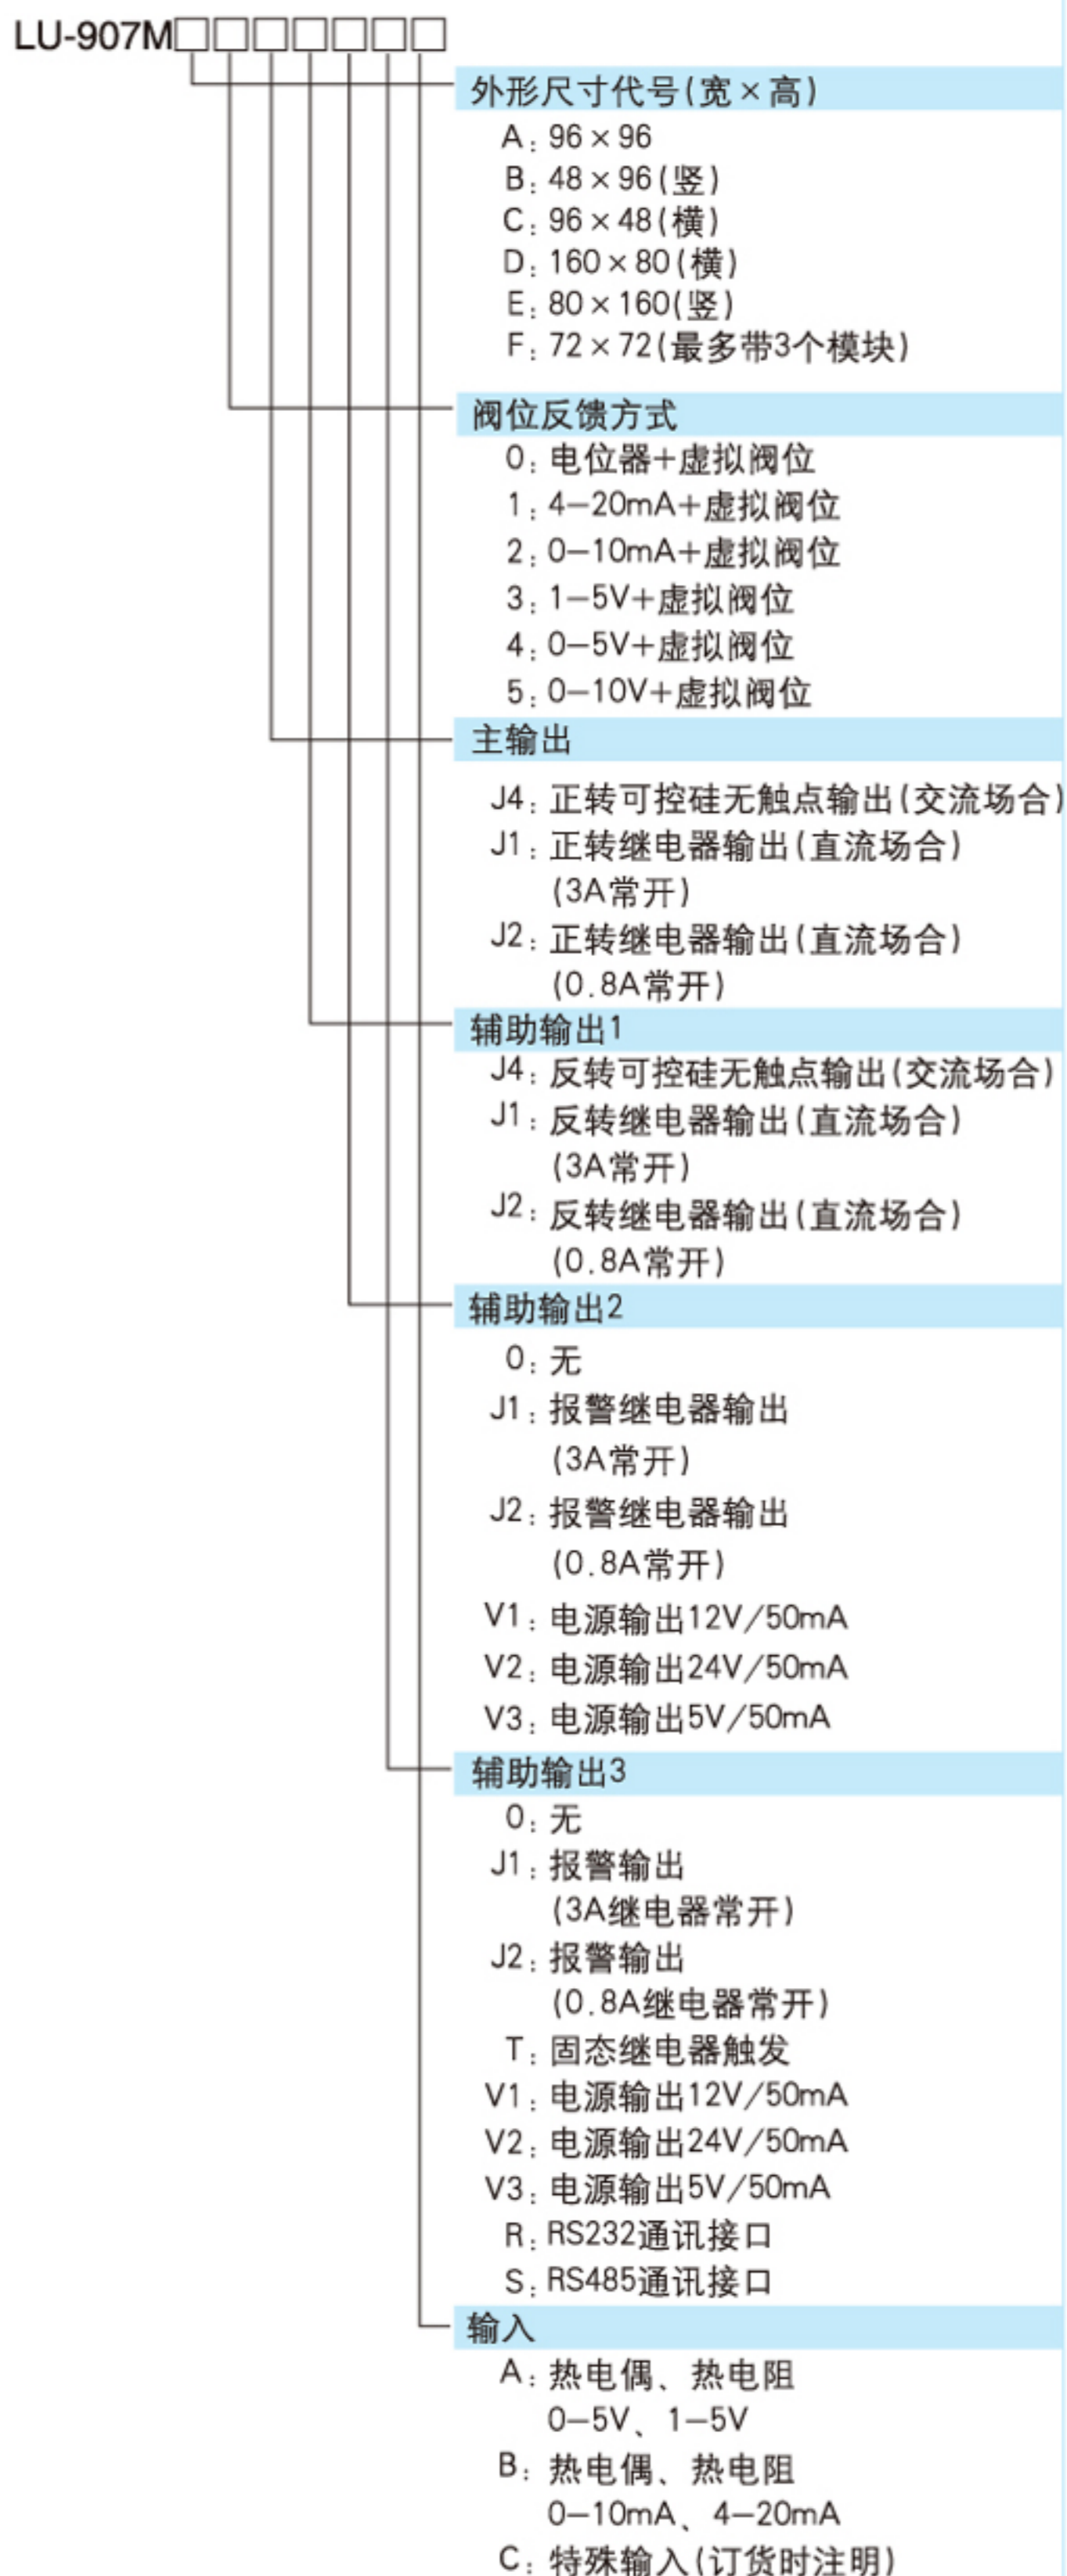 LU-907M□□□□□□□
外形尺寸代号(宽×高)
A: 96×96
B: 48×96(竖)
C: 96×48(横)
D: 160×80(横)
E: 80×160(竖)
F: 72×72(最多带3个模块)
阀位反馈方式
0: 电位器+虚拟阀位
1: 4-20mA+虚拟阀位
2: 0-10mA+虚拟阀位
3: 1-5V+虚拟阀位
4: 0-5V+虚拟阀位
5: 0-10V+虚拟阀位
主输出
J4: 正转可控硅无触点输出(交流场合)
J1: 正转继电器输出(直流场合)
(3A常开)
J2: 正转继电器输出(直流场合)
(0.8A常开)
辅助输出1
J4: 反转可控硅无触点输出(交流场合)
J1: 反转继电器输出(直流场合)
(3A常开)
J2: 反转继电器输出(直流场合)
(0.8A常开)
辅助输出2
0: 无
J1: 报警继电器输出
(3A常开)
J2: 报警继电器输出
(0.8A常开)
V1: 电源输出12V/50mA
V2: 电源输出24V/50mA
V3: 电源输出5V/50mA
辅助输出3
0: 无
J1: 报警输出
(3A继电器常开)
J2: 报警输出
(0.8A继电器常开)
T: 固态继电器触发
V1: 电源输出12V/50mA
V2: 电源输出24V/50mA
V3: 电源输出5V/50mA
R: RS232通讯接口
S: RS485通讯接口
输入
A: 热电偶、热电阻
0-5V、1-5V
B: 热电偶、热电阻
0-10mA、4-20mA
C: 特殊输入(订货时注明)